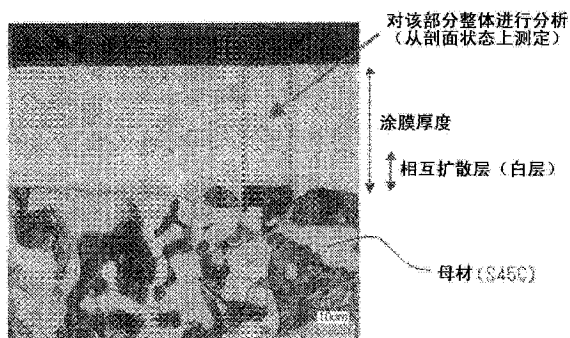 对该部分整体进行分析
（从剖面状态上测定）
涂膜厚度
相互扩散层（白层）
母材(S45C)
10μm